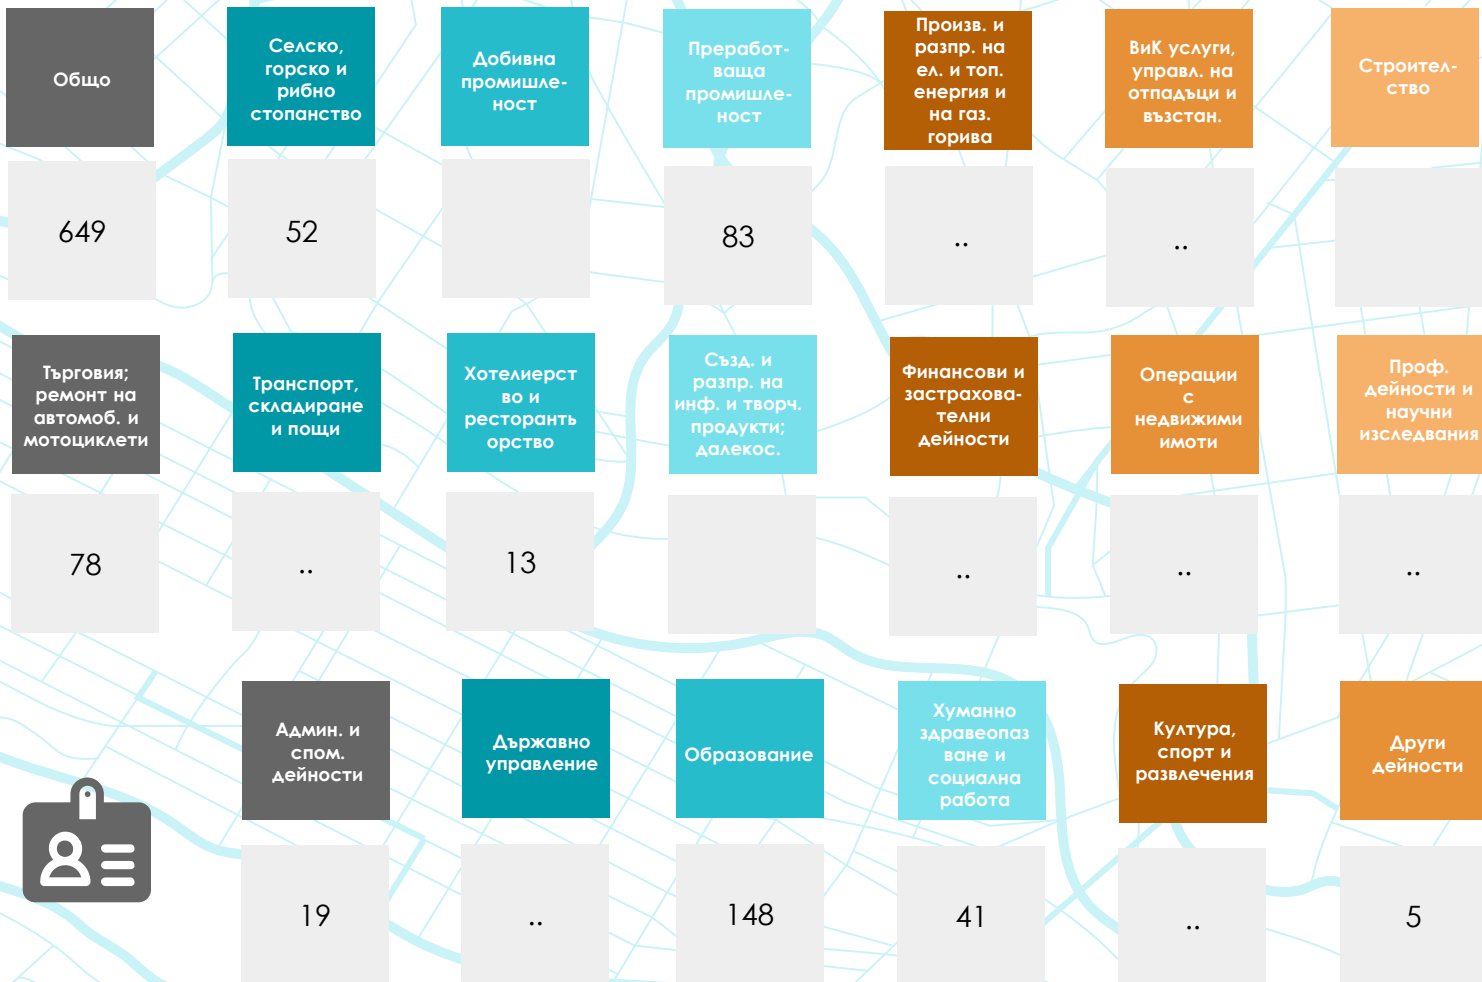 Общо
Селско,
горско и
рибно
стопанство
Добивна
промишле-
ност
Преработ-
ваща
промишле-
ност
Произв. и
разпр. на
ел. и топ.
енергия и
на газ.
горива
ВиК услуги,
управл. на
отпадъци и
възстан.
Строител-
ство
649
52
83
..
..
Търговия;
ремонт на
автомоб. и
мотоциклети
Транспорт,
складиране
и пощи
Хотелиерст
во и
ресторантъ
орство
Създ. и
разпр. на
инф. и творч.
продукти;
далекос.
Финансови и
застрахова-
телни
дейности
Операции
с
недвижими
имоти
Проф.
дейности и
научни
изследвания
78
..
13
..
..
..
Админ. и
спом.
дейности
Държавно
управление
Образование
Хуманно
здравеопаз
ване и
социална
работа
Култура,
спорт и
развлечения
Други
дейности
19
..
148
41
..
5